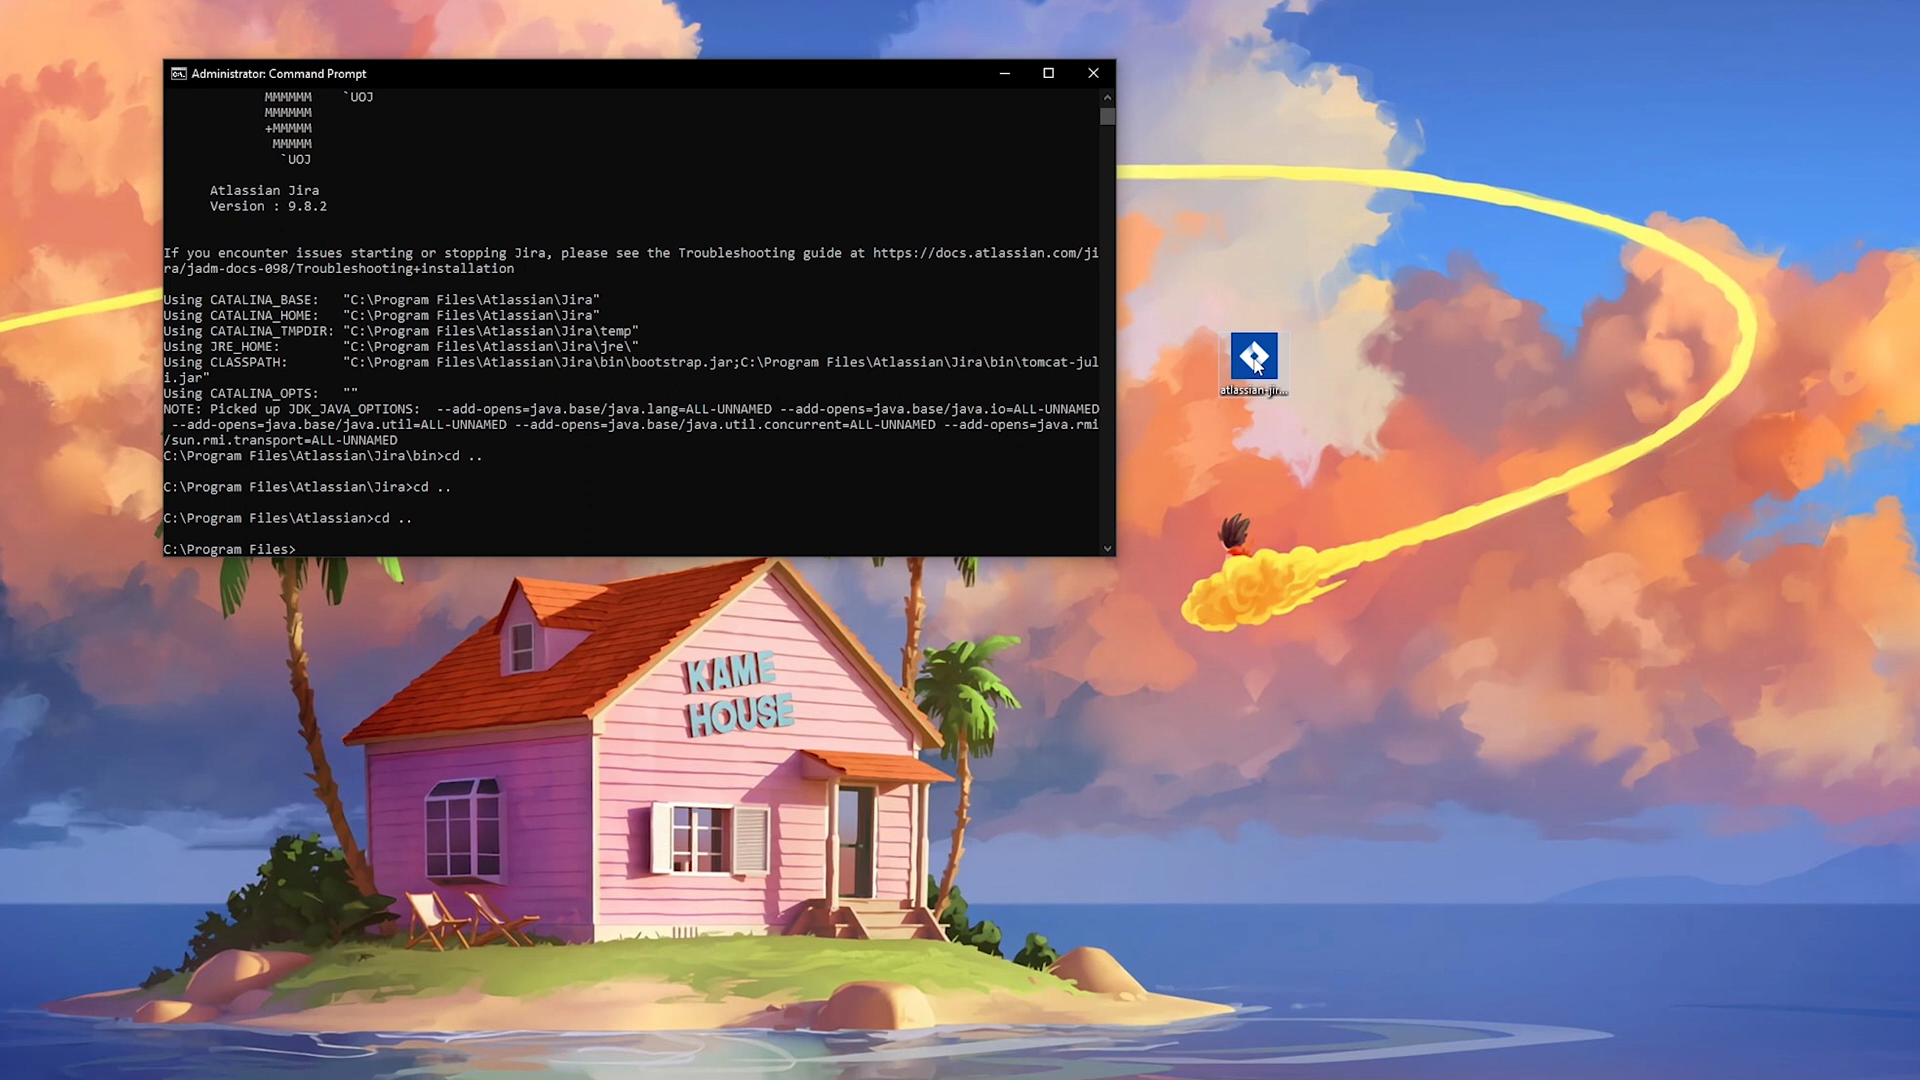 Administrator: Command Prompt
MMMMMM    `UOJ
MMMMMM
+MMMMM
MMMMM
`UOJ
Atlassian Jira
Version : 9.8.2
If you encounter issues starting or stopping Jira, please see the Troubleshooting guide at https://docs.atlassian.com/ji
ra/jadm-docs-098/Troubleshooting+installation
Using CATALINA_BASE:   "C:\Program Files\Atlassian\Jira"
Using CATALINA_HOME:   "C:\Program Files\Atlassian\Jira"
Using CATALINA_TMPDIR: "C:\Program Files\Atlassian\Jira\temp"
Using JRE_HOME:        "C:\Program Files\Atlassian\Jira\jre\"
Using CLASSPATH:       "C:\Program Files\Atlassian\Jira\bin\bootstrap.jar;C:\Program Files\Atlassian\Jira\bin\tomcat-jul
i.jar"
Using CATALINA_OPTS:   ""
NOTE: Picked up JDK_JAVA_OPTIONS:  --add-opens=java.base/java.lang=ALL-UNNAMED --add-opens=java.base/java.io=ALL-UNNAMED
--add-opens=java.base/java.util=ALL-UNNAMED --add-opens=java.base/java.util.concurrent=ALL-UNNAMED --add-opens=java.rmi
/sun.rmi.transport=ALL-UNNAMED
C:\Program Files\Atlassian\Jira\bin>cd ..
C:\Program Files\Atlassian\Jira>cd ..
C:\Program Files\Atlassian>cd ..
C:\Program Files>
atlassian-jir...
KAME
HOUSE